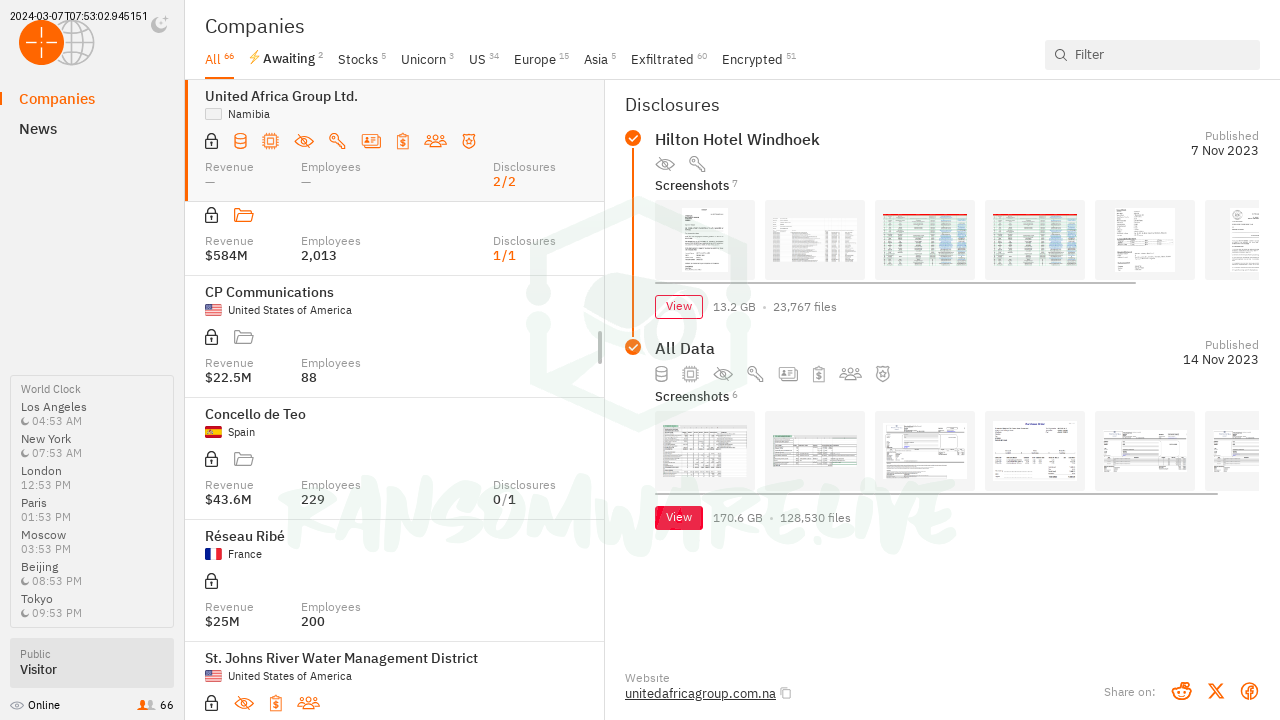 2024-03-07T07:53:02.945151
Companies
News
World Clock
Los Angeles
04:53 AM
New York
07:53 AM
London
12:53 PM
Paris
01:53 PM
Moscow
03:53 PM
Beijing
08:53 PM
Tokyo
09:53 PM
Public
Visitor
Online 66
Companies
All 66 Awaiting 2 Stocks 5 Unicorn 3 US 34 Europe 15 Asia 5 Exfiltrated 60 Encrypted 51
Filter
United Africa Group Ltd.
Namibia
Revenue Employees Disclosures
— — 2/2
Revenue Employees Disclosures
$584M 2,013 1/1
CP Communications
United States of America
Revenue Employees
$22.5M 88
Concello de Teo
Spain
Revenue Employees Disclosures
$43.6M 229 0/1
Réseau Ribé
France
Revenue Employees
$25M 200
St. Johns River Water Management District
United States of America
Disclosures
Hilton Hotel Windhoek
Published
7 Nov 2023
Screenshots 7
View 13.2 GB • 23,767 files
All Data
Published
14 Nov 2023
Screenshots 6
View 170.6 GB • 128,530 files
RANSOMWARE.LIVE
Website
unitedafricagroup.com.na
Share on: